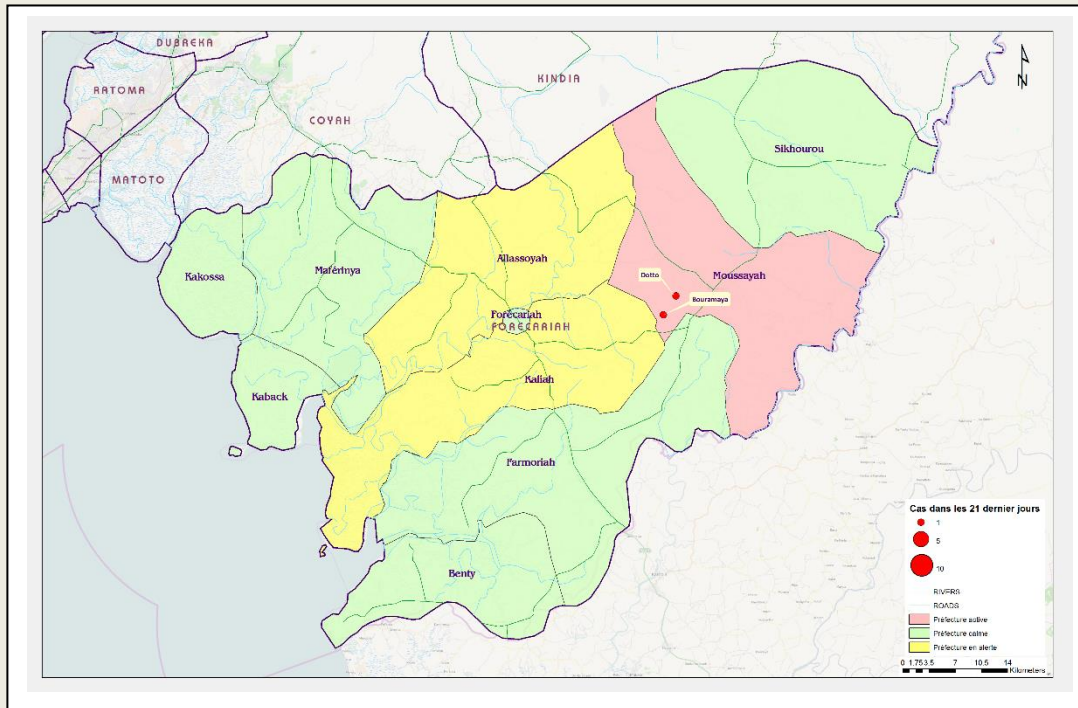 DUBREKA
RATOMA
KINDIA
COYAH
MATOTO
Sikhourou
Allassoyah
Kakossa
Maférinya
Moussayah
Dotto
Bouramaya
Forécariah
FORECARIAH
Kaliah
Kaback
Farmoriah
Benty
N
Cas dans les 21 dernier jours
1
5
10
RIVERS
ROADS
Préfecture active
Préfecture calme
Préfecture en alerte
0 1,75 3,5 7 10,5 14
Kilometers